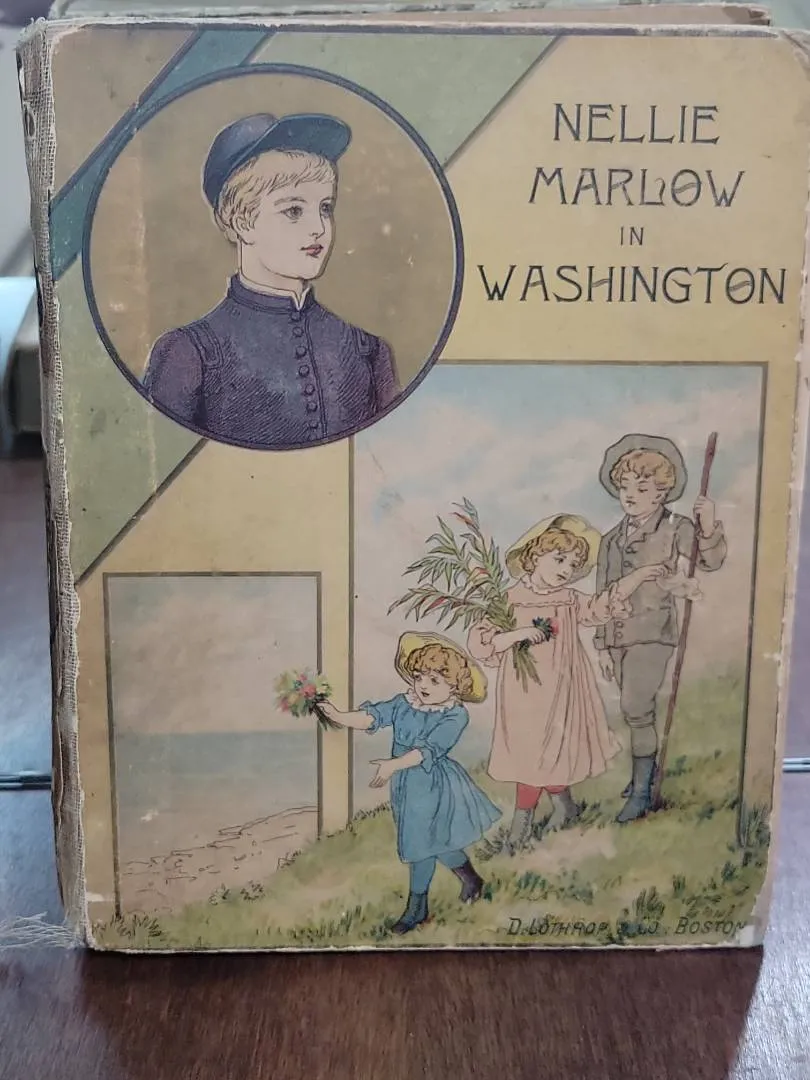 NELLIE
MARLOW
IN
WASHINGTON
D. LOTHROP & CO. BOSTON